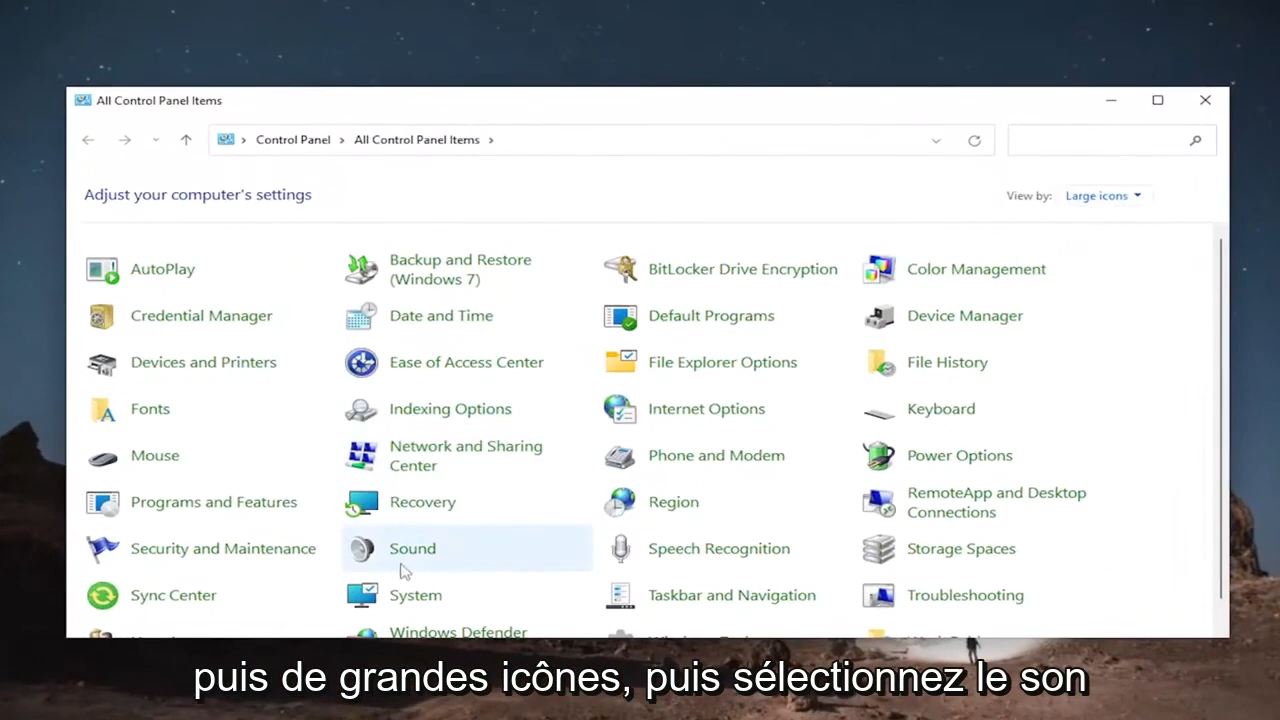 All Control Panel Items
Control Panel > All Control Panel Items >
Adjust your computer's settings
View by: Large icons
AutoPlay
Backup and Restore
(Windows 7)
BitLocker Drive Encryption
Color Management
Credential Manager
Date and Time
Default Programs
Device Manager
Devices and Printers
Ease of Access Center
File Explorer Options
File History
Fonts
Indexing Options
Internet Options
Keyboard
Mouse
Network and Sharing
Center
Phone and Modem
Power Options
Programs and Features
Recovery
Region
RemoteApp and Desktop
Connections
Security and Maintenance
Sound
Speech Recognition
Storage Spaces
Sync Center
System
Taskbar and Navigation
Troubleshooting
Windows Defender
puis de grandes icônes, puis sélectionnez le son